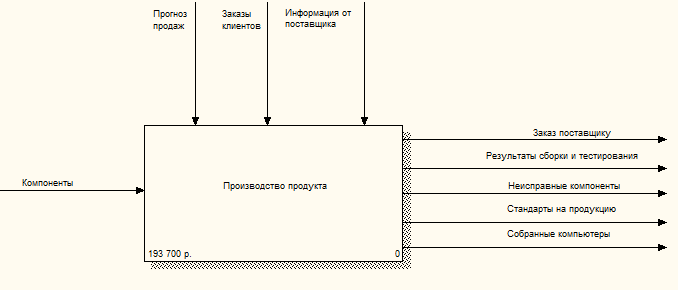 Прогноз
продаж
Заказы
клиентов
Информация от
поставщика
Заказ поставщику
Результаты сборки и тестирования
Компоненты
Производство продукта
Неисправные компоненты
Стандарты на продукцию
Собранные компьютеры
193 700 р.
0